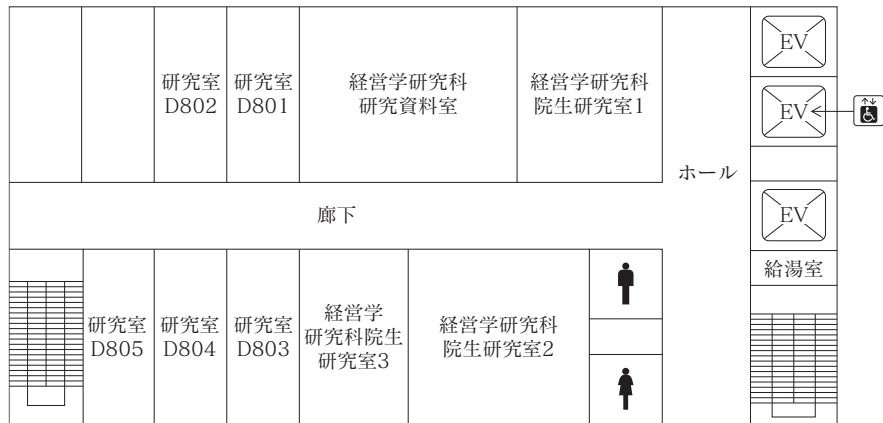 研究室
D802
研究室
D801
経営学研究科
研究資料室
経営学研究科
院生研究室1
EV
EV
ホール
廊下
EV
給湯室
研究室
D805
研究室
D804
研究室
D803
経営学
研究科院生
研究室3
経営学研究科
院生研究室2